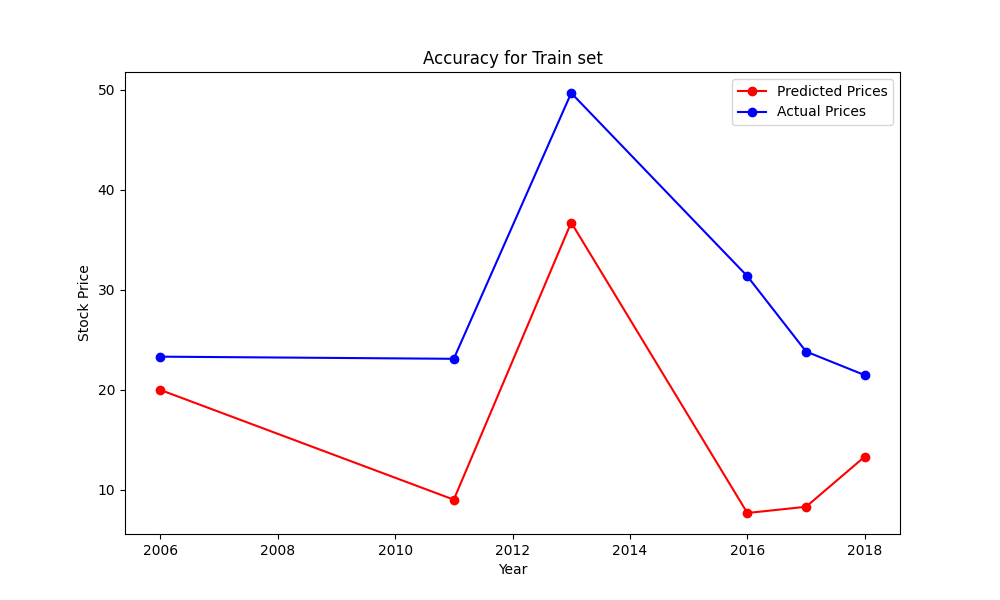 Accuracy for Train set
Predicted Prices
Actual Prices
Stock Price
50
40
30
20
10
2006 2008 2010 2012 2014 2016 2018
Year